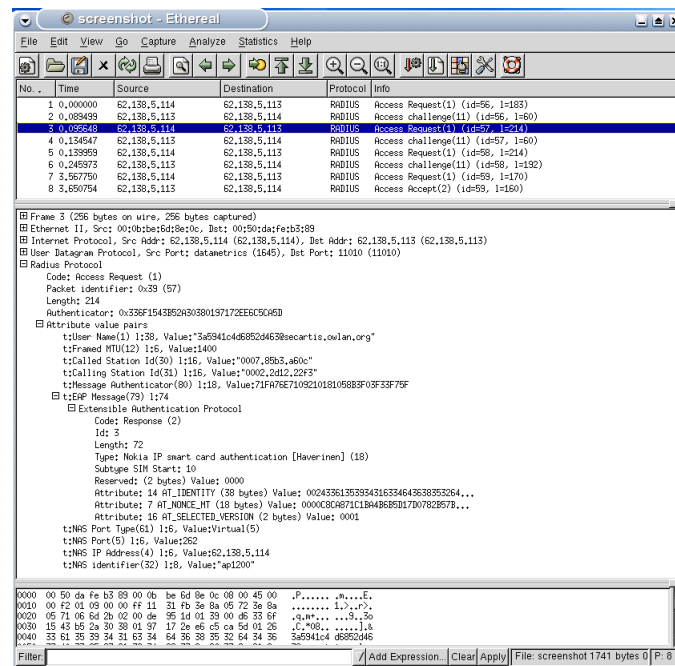 screenshot - Ethereal
File Edit View Go Capture Analyze Statistics Help
No. . Time Source Destination Protocol Info
1 0.000000 62.138.5.114 62.138.5.113 RADIUS Access Request(1) (id=56, l=183)
2 0.089499 62.138.5.113 62.138.5.114 RADIUS Access challenge(11) (id=56, l=60)
3 0.095648 62.138.5.114 62.138.5.113 RADIUS Access Request(1) (id=57, l=214)
4 0.134547 62.138.5.113 62.138.5.114 RADIUS Access challenge(11) (id=57, l=60)
5 0.139959 62.138.5.114 62.138.5.113 RADIUS Access Request(1) (id=58, l=214)
6 0.245973 62.138.5.113 62.138.5.114 RADIUS Access challenge(11) (id=58, l=192)
7 3.567750 62.138.5.114 62.138.5.113 RADIUS Access Request(1) (id=59, l=170)
8 3.650754 62.138.5.113 62.138.5.114 RADIUS Access Accept(2) (id=59, l=160)
Frame 3 (256 bytes on wire, 256 bytes captured)
Ethernet II, Src: 00:0b:be:6d:8e:0c, Dst: 00:50:da:fe:b3:89
Internet Protocol, Src Addr: 62.138.5.114 (62.138.5.114), Dst Addr: 62.138.5.113 (62.138.5.113)
User Datagram Protocol, Src Port: datametrics (1645), Dst Port: 11010 (11010)
Radius Protocol
Code: Access Request (1)
Packet identifier: 0x39 (57)
Length: 214
Authenticator: 0x336F1543B52A30380197172EE6C5CA5D
Attribute value pairs
t:User Name(1) l:38, Value:"3a5941c4d6852d463@secartis.owlan.org"
t:Framed MTU(12) l:6, Value:1400
t:Called Station Id(30) l:16, Value:"0007.85b3.a60c"
t:Calling Station Id(31) l:16, Value:"0002.2d12.22f3"
t:Message Authenticator(80) l:18, Value:71FA76E7109210181058B3F03F33F75F
t:EAP Message(79) l:74
Extensible Authentication Protocol
Code: Response (2)
Id: 3
Length: 72
Type: Nokia IP smart card authentication [Haverinen] (18)
Subtype SIM Start: 10
Reserved: (2 bytes) Value: 0000
Attribute: 14 AT_IDENTITY (38 bytes) Value: 002433613539343163346436383532​64...
Attribute: 7 AT_NONCE_MT (18 bytes) Value: 0000C8CA871C1BA4B6B5D17D0782B57B...
Attribute: 16 AT_SELECTED_VERSION (2 bytes) Value: 0001
t:NAS Port Type(61) l:6, Value:Virtual(5)
t:NAS Port(5) l:6, Value:262
t:NAS IP Address(4) l:6, Value:62.138.5.114
t:NAS identifier(32) l:8, Value:"ap1200"
0000 00 50 da fe b3 89 00 0b be 6d 8e 0c 08 00 45 00 .P...... .m....E.
0010 00 f2 01 09 00 00 ff 11 31 fb 3e 8a 05 72 3e 8a ........ 1.>..r>.
0020 05 71 06 6d 2b 02 00 de 95 1d 01 39 00 d6 33 6f .q.m+... ...9..3o
0030 15 43 b5 2a 30 38 01 97 17 2e e6 c5 ca 5d 01 26 .C.*08.. .....].&
0040 33 61 35 39 34 31 63 34 64 36 38 35 32 64 34 36 3a5941c4 d6852d46
Filter: / Add Expression... Clear Apply File: screenshot 1741 bytes 0 P: 8